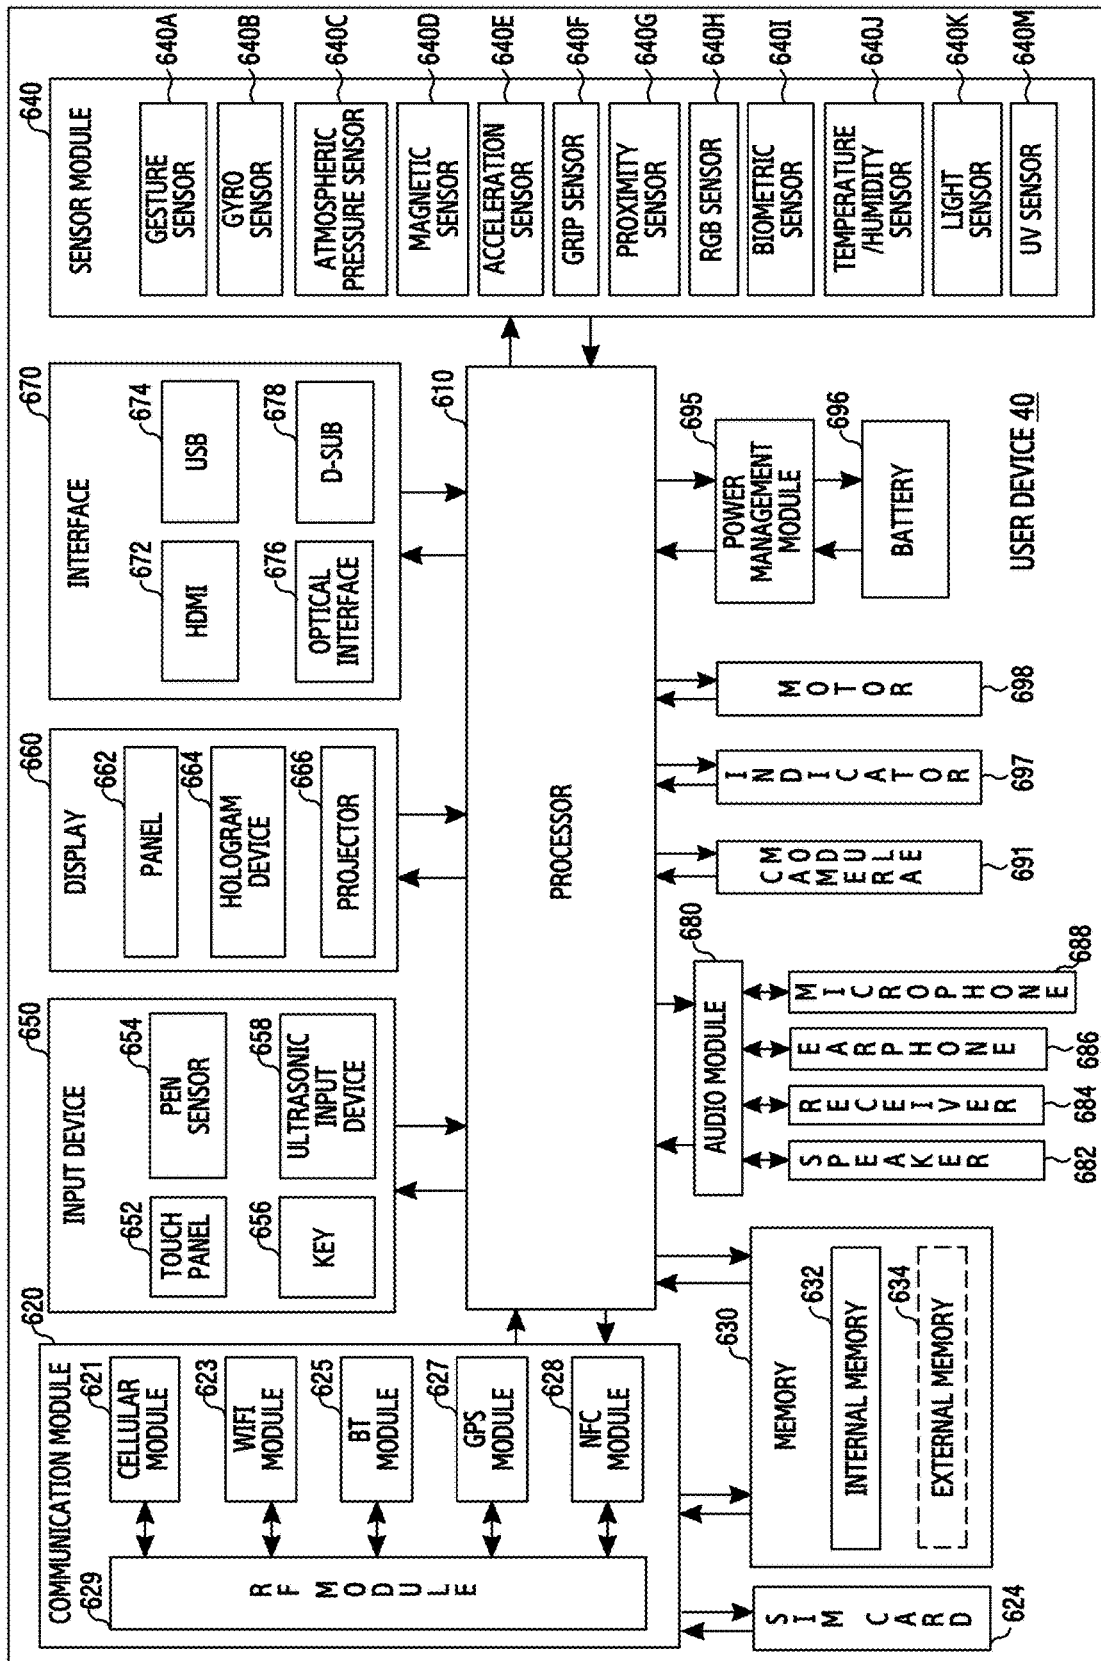 COMMUNICATION MODULE
620
629
RF MODULE
CELLULAR
MODULE
621
WIFI
MODULE
623
BT
MODULE
625
GPS
MODULE
627
NFC
MODULE
628
SIM CARD
624
INPUT DEVICE
650
TOUCH
PANEL
652
PEN
SENSOR
654
KEY
656
ULTRASONIC
INPUT
DEVICE
658
DISPLAY
660
PANEL
662
HOLOGRAM
DEVICE
664
PROJECTOR
666
INTERFACE
670
HDMI
672
USB
674
OPTICAL
INTERFACE
676
D-SUB
678
SENSOR MODULE
640
GESTURE
SENSOR
640A
GYRO
SENSOR
640B
ATMOSPHERIC
PRESSURE SENSOR
640C
MAGNETIC
SENSOR
640D
ACCELERATION
SENSOR
640E
GRIP SENSOR
640F
PROXIMITY
SENSOR
640G
RGB SENSOR
640H
BIOMETRIC
SENSOR
640I
TEMPERATURE
/HUMIDITY
SENSOR
640J
LIGHT
SENSOR
640K
UV SENSOR
640M
PROCESSOR
610
MEMORY
630
INTERNAL MEMORY
632
EXTERNAL MEMORY
634
AUDIO MODULE
680
SPEAKER
682
RECEIVER
684
EARPHONE
686
MICROPHONE
688
CAMERA
MODULE
691
INDICATOR
697
MOTOR
698
POWER
MANAGEMENT
MODULE
695
BATTERY
696
USER DEVICE 40